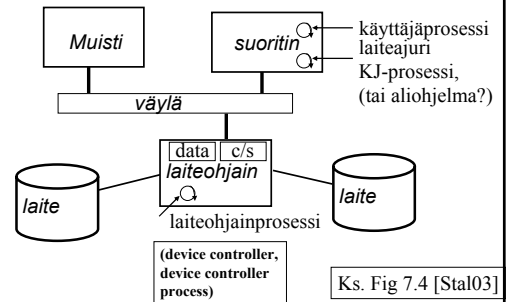 Muisti
suoritin
käyttäjäprosessi
laiteajuri
KJ-prosessi,
(tai aliohjelma?)
väylä
data c/s
laiteohjain
laite
laite
laiteohjainprosessi
(device controller,
device controller
process)
Ks. Fig 7.4 [Stal03]